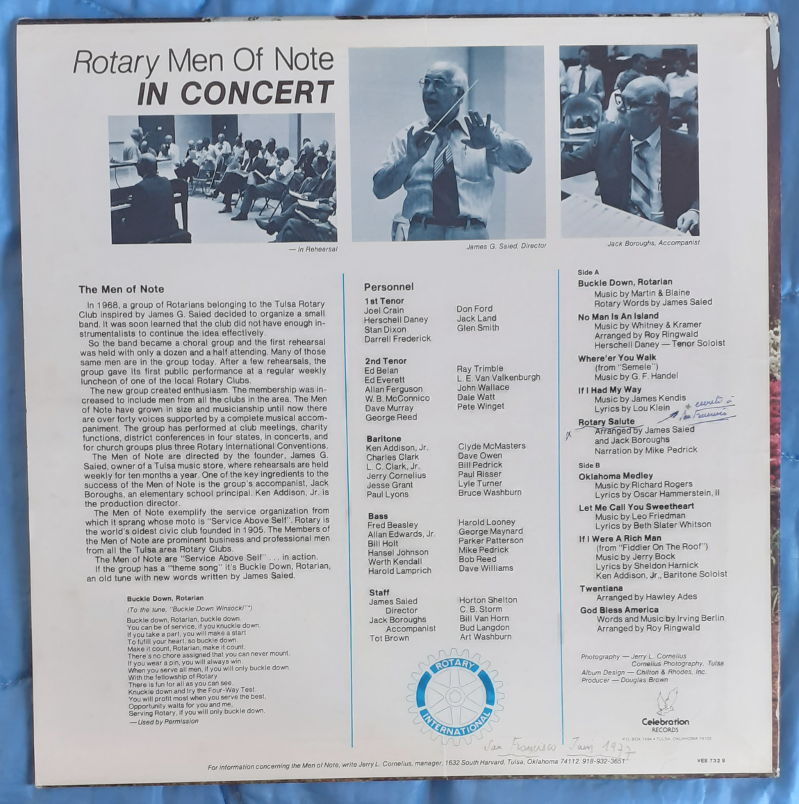 Rotary Men Of Note
IN CONCERT
— In Rehearsal
James G. Saied, Director
Jack Boroughs, Accompanist
The Men of Note
In 1968, a group of Rotarians belonging to the Tulsa Rotary
Club inspired by James G. Saied decided to organize a small
band. It was soon learned that the club did not have enough in-
strumentalists to continue the idea effectively.
So the band became a choral group and the first rehearsal
was held with only a dozen and a half attending. Many of those
same men are in the group today. After a few rehearsals, the
group gave its first public performance at a regular weekly
luncheon of one of the local Rotary Clubs.
The new group created enthusiasm. The membership was in-
creased to include men from all the clubs in the area. The Men
of Note have grown in size and musicianship until now there
are over forty voices supported by a complete musical accom-
paniment. The group has performed at club meetings, charity
functions, district conferences in four states, in concerts, and
for church groups plus three Rotary International Conventions.
The Men of Note are directed by the founder, James G.
Saied, owner of a Tulsa music store, where rehearsals are held
weekly for ten months a year. One of the key ingredients to the
success of the Men of Note is the group's accompanist, Jack
Boroughs, an elementary school principal. Ken Addison, Jr. is
the production director.
The Men of Note exemplify the service organization from
which it sprang whose moto is "Service Above Self". Rotary is
the world's oldest civic club founded in 1905. The Members of
the Men of Note are prominent business and professional men
from all the Tulsa area Rotary Clubs.
The Men of Note are "Service Above Self" . . . in action.
If the group has a "theme song" it's Buckle Down, Rotarian,
an old tune with new words written by James Saied.
Buckle Down, Rotarian
(To the tune, "Buckle Down Winsocki"")
Buckle down, Rotarian, buckle down.
You can be of service, if you knuckle down.
If you take a part, you will make a start
To fulfill your heart, so buckle down.
Make it count, Rotarian, make it count.
There's no chore assigned that you can never mount.
If you wear a pin, you will always win
When you serve all men, if you will only buckle down.
With the fellowship of Rotary
There is fun for all as you can see.
Knuckle down and try the Four-Way Test.
You will profit most when you serve the best.
Opportunity waits for you and me,
Serving Rotary, if you will only buckle down.
— Used by Permission
Personnel
1st Tenor
Joel Crain
Herschell Daney
Stan Dixon
Darrell Frederick
Don Ford
Jack Land
Glen Smith
2nd Tenor
Ed Belan
Ed Everett
Allan Ferguson
W. B. McConnico
Dave Murray
George Reed
Ray Trimble
L. E. Van Valkenburgh
John Wallace
Dale Watt
Pete Winget
Baritone
Ken Addison, Jr.
Charles Clark
L. C. Clark, Jr.
Jerry Cornelius
Jesse Grant
Paul Lyons
Clyde McMasters
Dave Owen
Bill Pedrick
Paul Risser
Lyle Turner
Bruce Washburn
Bass
Fred Beasley
Allan Edwards, Jr.
Bill Holt
Hansel Johnson
Werth Kendall
Harold Lamprich
Harold Looney
George Maynard
Parker Patterson
Mike Pedrick
Bob Reed
Dave Williams
Staff
James Saied
Director
Jack Boroughs
Accompanist
Tot Brown
Horton Shelton
C. B. Storm
Bill Van Horn
Bud Langdon
Art Washburn
ROTARY
INTERNATIONAL
Side A
Buckle Down, Rotarian
Music by Martin & Blaine
Rotary Words by James Saied
No Man Is An Island
Music by Whitney & Kramer
Arranged by Roy Ringwald
Herschell Daney — Tenor Soloist
Where'er You Walk
(from "Semele")
Music by G. F. Handel
If I Had My Way
Music by James Kendis
Lyrics by Lou Klein
Rotary Salute
Arranged by James Saied
and Jack Boroughs
Narration by Mike Pedrick
Side B
Oklahoma Medley
Music by Richard Rogers
Lyrics by Oscar Hammerstein, II
Let Me Call You Sweetheart
Music by Leo Friedman
Lyrics by Beth Slater Whitson
If I Were A Rich Man
(from "Fiddler On The Roof")
Music by Jerry Bock
Lyrics by Sheldon Harnick
Ken Addison, Jr., Baritone Soloist
Twentiana
Arranged by Hawley Ades
God Bless America
Words and Music by Irving Berlin
Arranged by Roy Ringwald
Photography — Jerry L. Cornelius
Cornelius Photography, Tulsa
Album Design — Chilton & Rhodes, Inc.
Producer — Douglas Brown
Celebration
RECORDS
San Francisco 1977
For information concerning the Men of Note, write Jerry L. Cornelius, manager, 1632 South Harvard, Tulsa, Oklahoma 74112. 918-932-3651